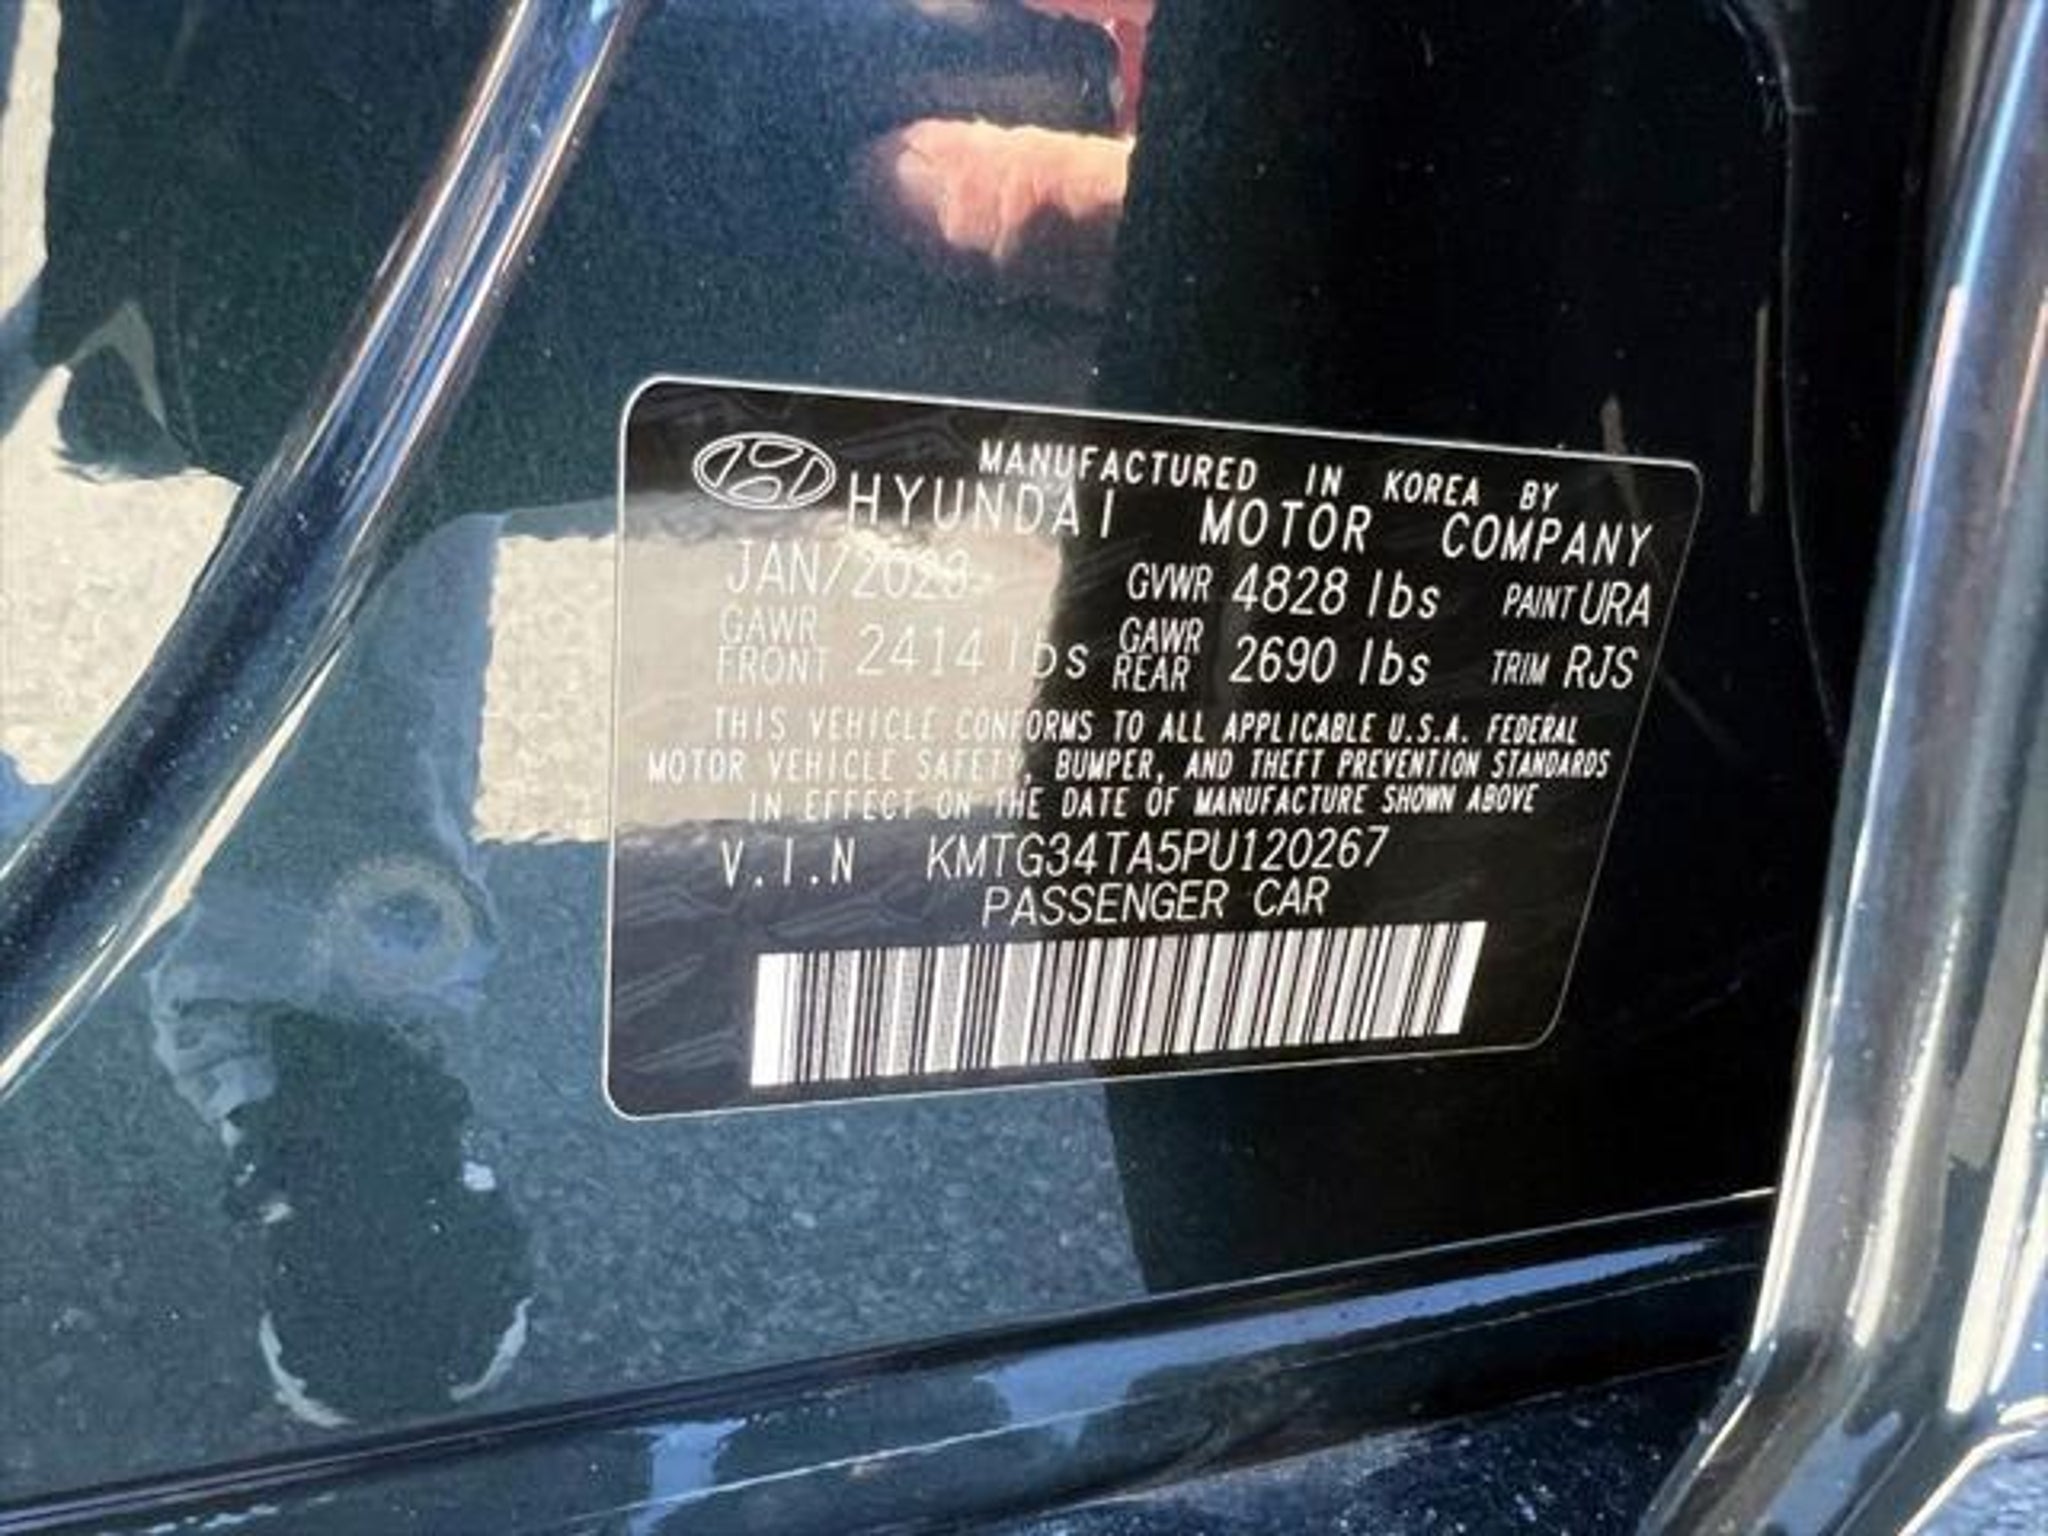 MANUFACTURED IN KOREA BY
HYUNDAI MOTOR COMPANY
JAN/2023 GVWR 4828 lbs PAINT URA
GAWR FRONT 2414 lbs GAWR REAR 2690 lbs TRIM RJS
THIS VEHICLE CONFORMS TO ALL APPLICABLE U.S.A. FEDERAL
MOTOR VEHICLE SAFETY, BUMPER, AND THEFT PREVENTION STANDARDS
IN EFFECT ON THE DATE OF MANUFACTURE SHOWN ABOVE
V.I.N KMTG34TA5PU120267
PASSENGER CAR